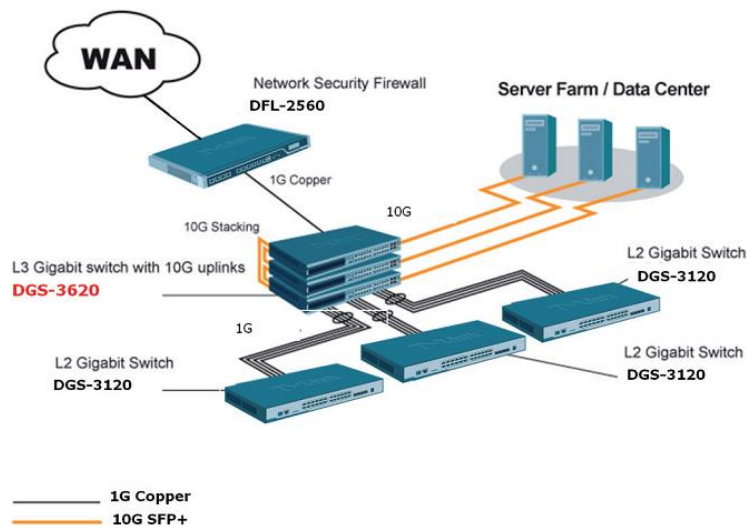 WAN
Network Security Firewall
DFL-2560
Server Farm / Data Center
1G Copper
10G
10G Stacking
L3 Gigabit switch with 10G uplinks
DGS-3620
L2 Gigabit Switch
DGS-3120
1G
L2 Gigabit Switch
DGS-3120
L2 Gigabit Switch
DGS-3120
1G Copper
10G SFP+